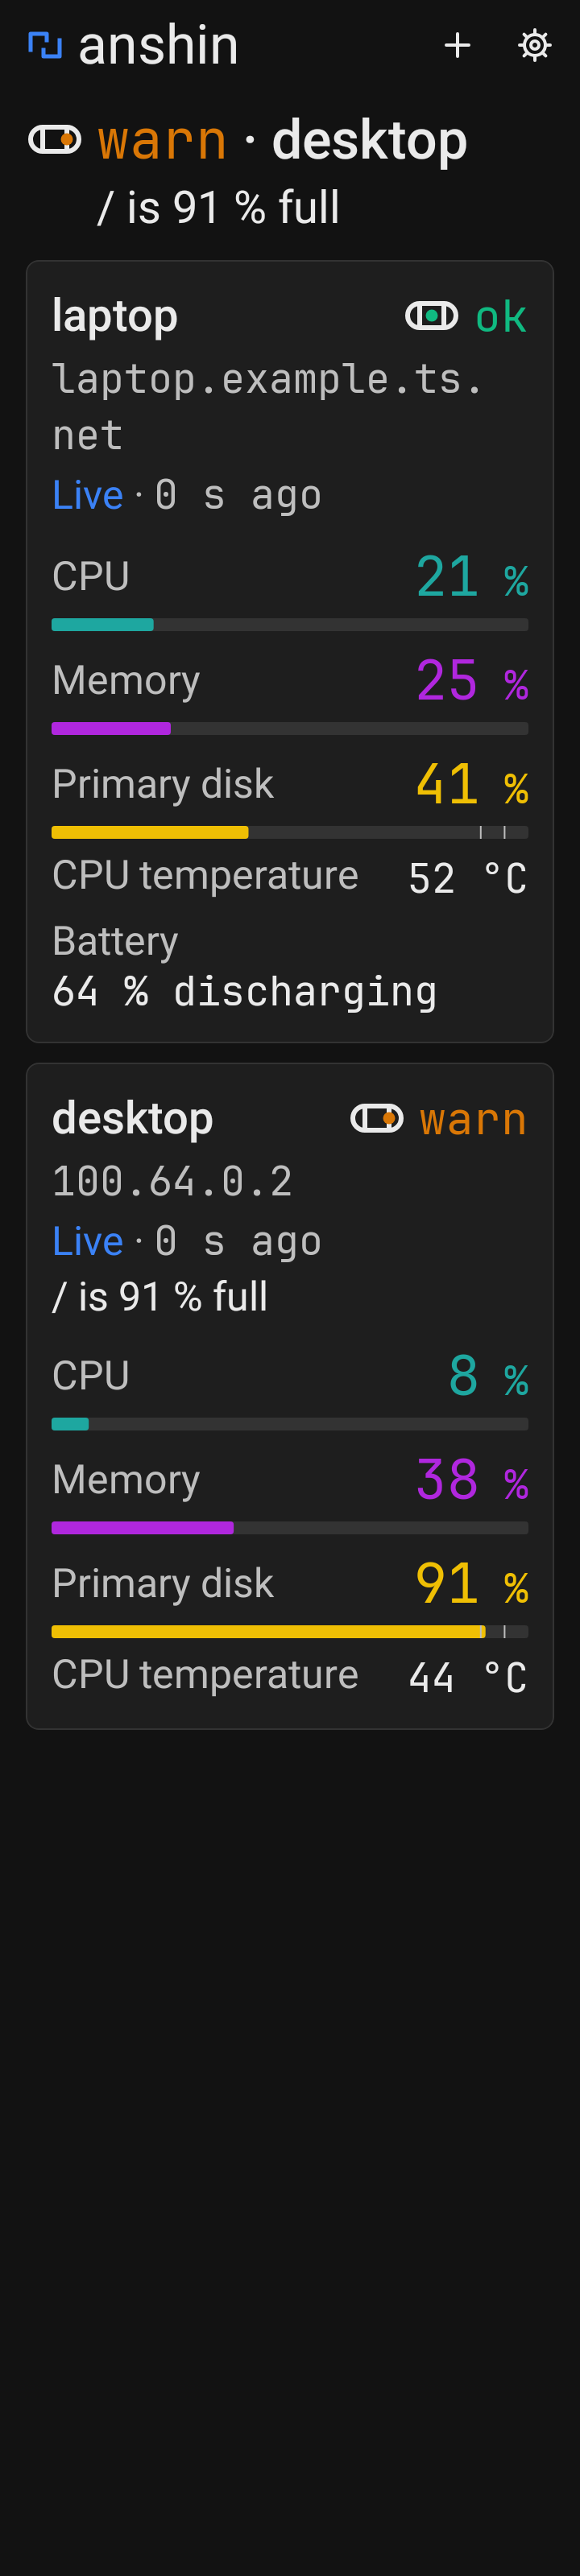 anshin
warn · desktop
/ is 91 % full
laptop
ok
laptop.example.ts.
net
Live · 0 s ago
CPU
21 %
Memory
25 %
Primary disk
41 %
CPU temperature
52 °C
Battery
64 % discharging
desktop
warn
100.64.0.2
Live · 0 s ago
/ is 91 % full
CPU
8 %
Memory
38 %
Primary disk
91 %
CPU temperature
44 °C